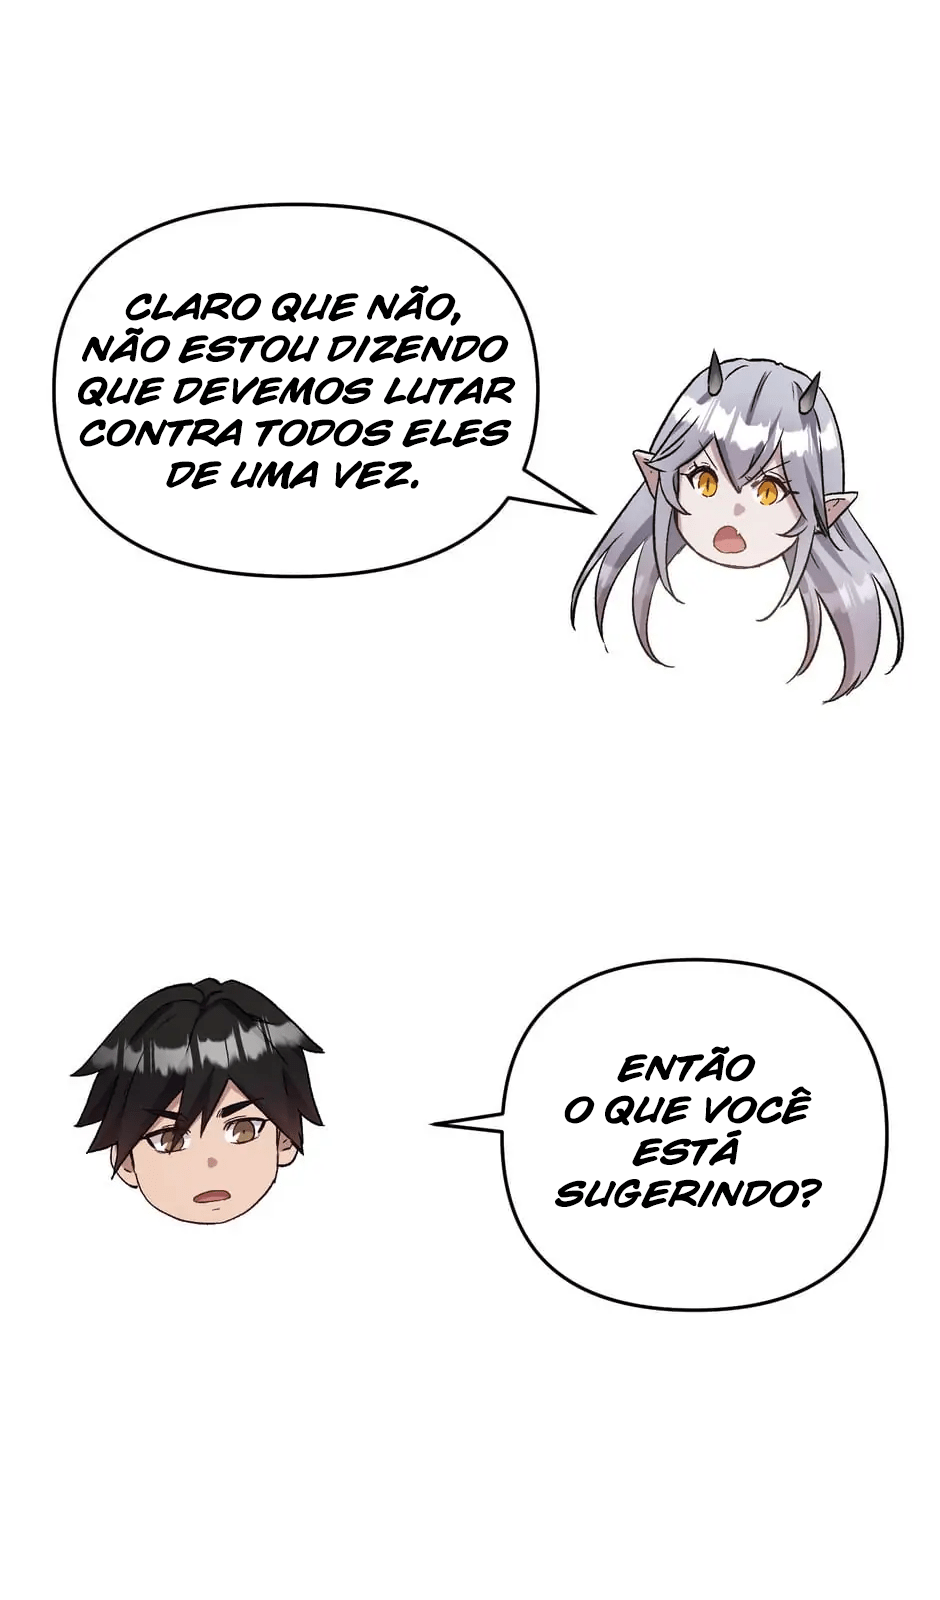 CLARO QUE NÃO,
NÃO ESTOU DIZENDO
QUE DEVEMOS LUTAR
CONTRA TODOS ELES
DE UMA VEZ.
ENTÃO
O QUE VOCÊ
ESTÁ
SUGERINDO?